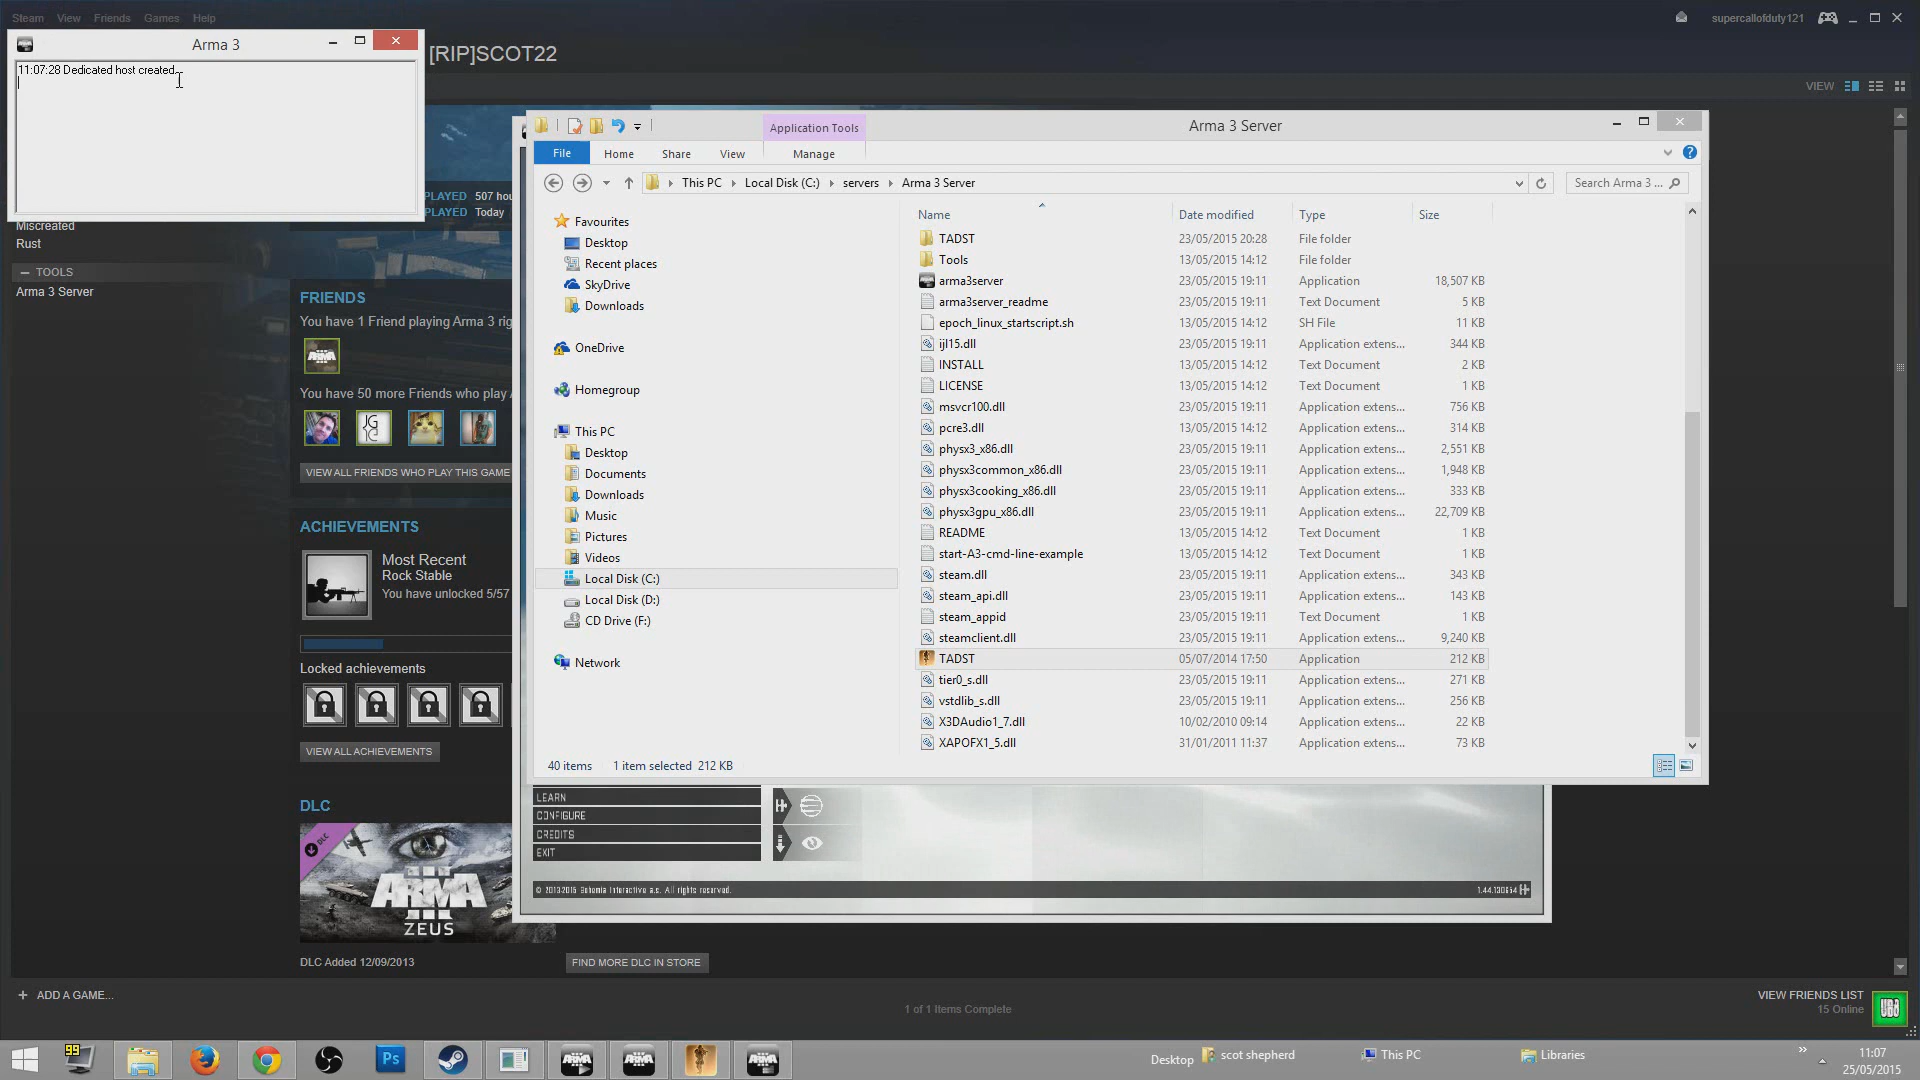 Steam View Friends Games Help
supercallofduty121
Arma 3
[RIP]SCOT22
11:07:28 Dedicated host created.
VIEW
PLAYED 507 hou
PLAYED Today
Miscreated
Rust
TOOLS
Arma 3 Server
FRIENDS
You have 1 Friend playing Arma 3 rig
You have 50 more Friends who play A
VIEW ALL FRIENDS WHO PLAY THIS GAME
ACHIEVEMENTS
Most Recent
Rock Stable
You have unlocked 5/57
Locked achievements
VIEW ALL ACHIEVEMENTS
DLC
DLC
ARMA
III
ZEUS
DLC Added 12/09/2013
FIND MORE DLC IN STORE
Application Tools
Arma 3 Server
File Home Share View Manage
This PC Local Disk (C:) servers Arma 3 Server
Search Arma 3 ...
Favourites
Desktop
Recent places
SkyDrive
Downloads
OneDrive
Homegroup
This PC
Desktop
Documents
Downloads
Music
Pictures
Videos
Local Disk (C:)
Local Disk (D:)
CD Drive (F:)
Network
Name Date modified Type Size
TADST 23/05/2015 20:28 File folder
Tools 13/05/2015 14:12 File folder
arma3server 23/05/2015 19:11 Application 18,507 KB
arma3server_readme 23/05/2015 19:11 Text Document 5 KB
epoch_linux_startscript.sh 13/05/2015 14:12 SH File 11 KB
ijl15.dll 23/05/2015 19:11 Application extens... 344 KB
INSTALL 13/05/2015 14:12 Text Document 2 KB
LICENSE 13/05/2015 14:12 Text Document 1 KB
msvcr100.dll 23/05/2015 19:11 Application extens... 756 KB
pcre3.dll 13/05/2015 14:12 Application extens... 314 KB
physx3_x86.dll 23/05/2015 19:11 Application extens... 2,551 KB
physx3common_x86.dll 23/05/2015 19:11 Application extens... 1,948 KB
physx3cooking_x86.dll 23/05/2015 19:11 Application extens... 333 KB
physx3gpu_x86.dll 23/05/2015 19:11 Application extens... 22,709 KB
README 13/05/2015 14:12 Text Document 1 KB
start-A3-cmd-line-example 13/05/2015 14:12 Text Document 1 KB
steam.dll 23/05/2015 19:11 Application extens... 343 KB
steam_api.dll 23/05/2015 19:11 Application extens... 143 KB
steam_appid 23/05/2015 19:11 Text Document 1 KB
steamclient.dll 23/05/2015 19:11 Application extens... 9,240 KB
TADST 05/07/2014 17:50 Application 212 KB
tier0_s.dll 23/05/2015 19:11 Application extens... 271 KB
vstdlib_s.dll 23/05/2015 19:11 Application extens... 256 KB
X3DAudio1_7.dll 10/02/2010 09:14 Application extens... 22 KB
XAPOFX1_5.dll 31/01/2011 11:37 Application extens... 73 KB
40 items 1 item selected 212 KB
LEARN
CONFIGURE
CREDITS
EXIT
© 2013-2015 Bohemia Interactive a.s. All rights reserved.
ADD A GAME...
1 of 1 Items Complete
VIEW FRIENDS LIST
15 Online
99
Ps
Desktop
scot shepherd
This PC
Libraries
11:07
25/05/2015